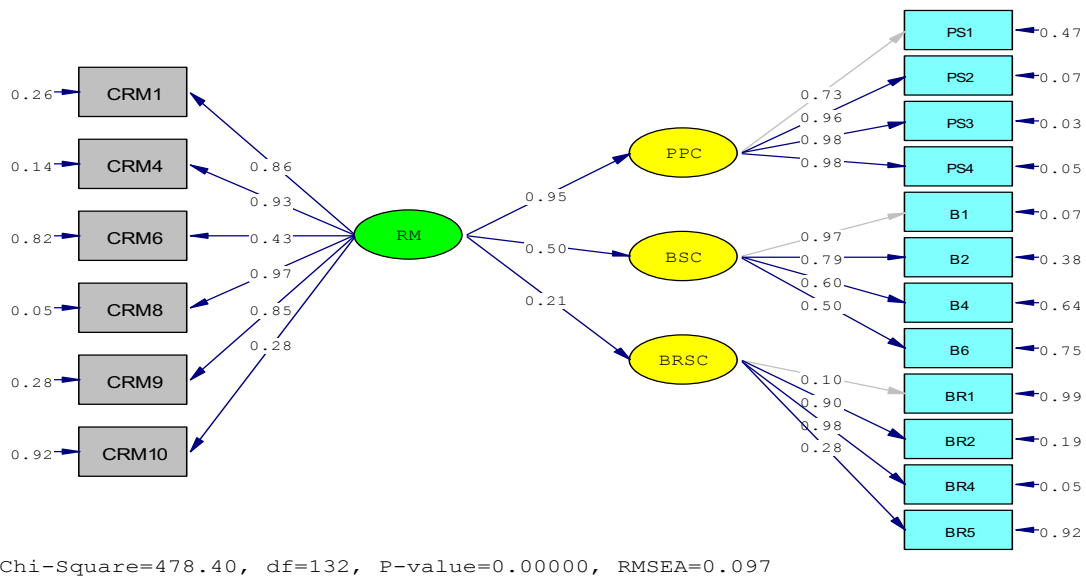 0.26 CRM1
0.14 CRM4
0.82 CRM6
0.05 CRM8
0.28 CRM9
0.92 CRM10
0.86
0.93
0.43
0.97
0.85
0.28
RM
0.95
0.50
0.21
PPC
BSC
BRSC
0.73
0.96
0.98
0.98
0.97
0.79
0.60
0.50
0.10
0.90
0.98
0.28
PS1 0.47
PS2 0.07
PS3 0.03
PS4 0.05
B1 0.07
B2 0.38
B4 0.64
B6 0.75
BR1 0.99
BR2 0.19
BR4 0.05
BR5 0.92
Chi-Square=478.40, df=132, P-value=0.00000, RMSEA=0.097